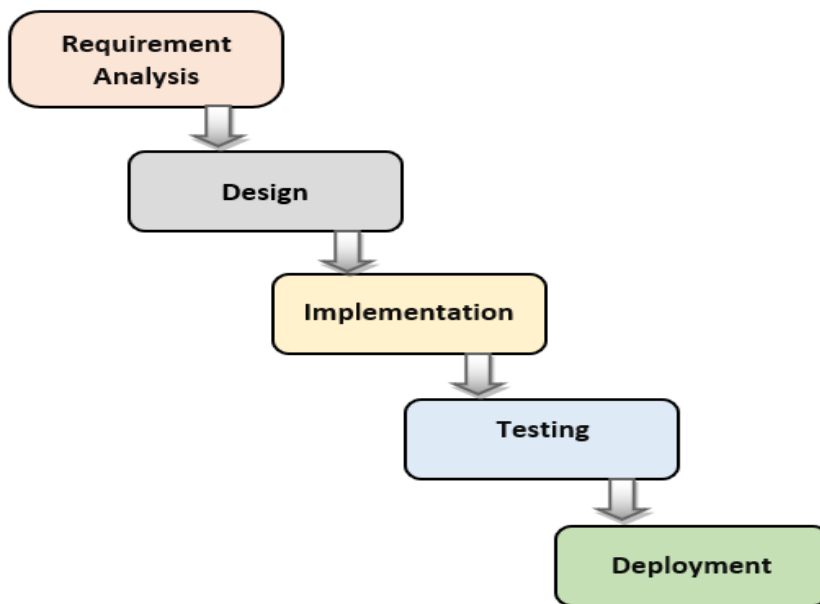 Requirement
Analysis
Design
Implementation
Testing
Deployment